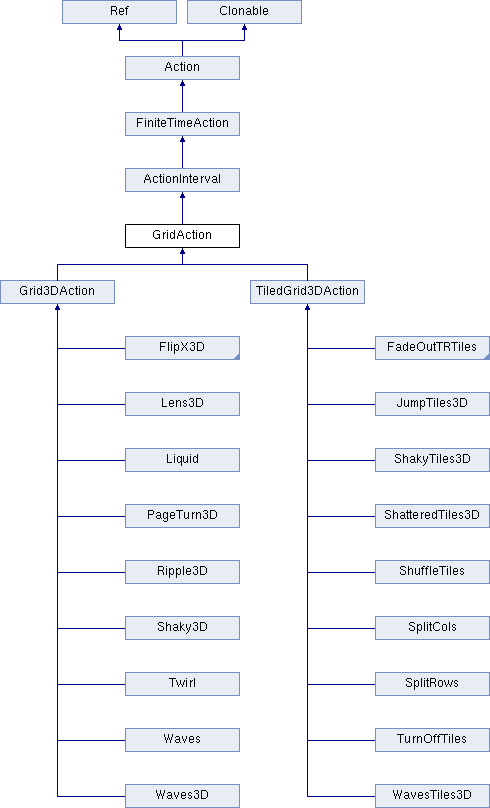 Ref Clonable
Action
FiniteTimeAction
ActionInterval
GridAction
Grid3DAction TiledGrid3DAction
FlipX3D FadeOutTRTiles
Lens3D JumpTiles3D
Liquid ShakyTiles3D
PageTurn3D ShatteredTiles3D
Ripple3D ShuffleTiles
Shaky3D SplitCols
Twirl SplitRows
Waves TurnOffTiles
Waves3D WavesTiles3D